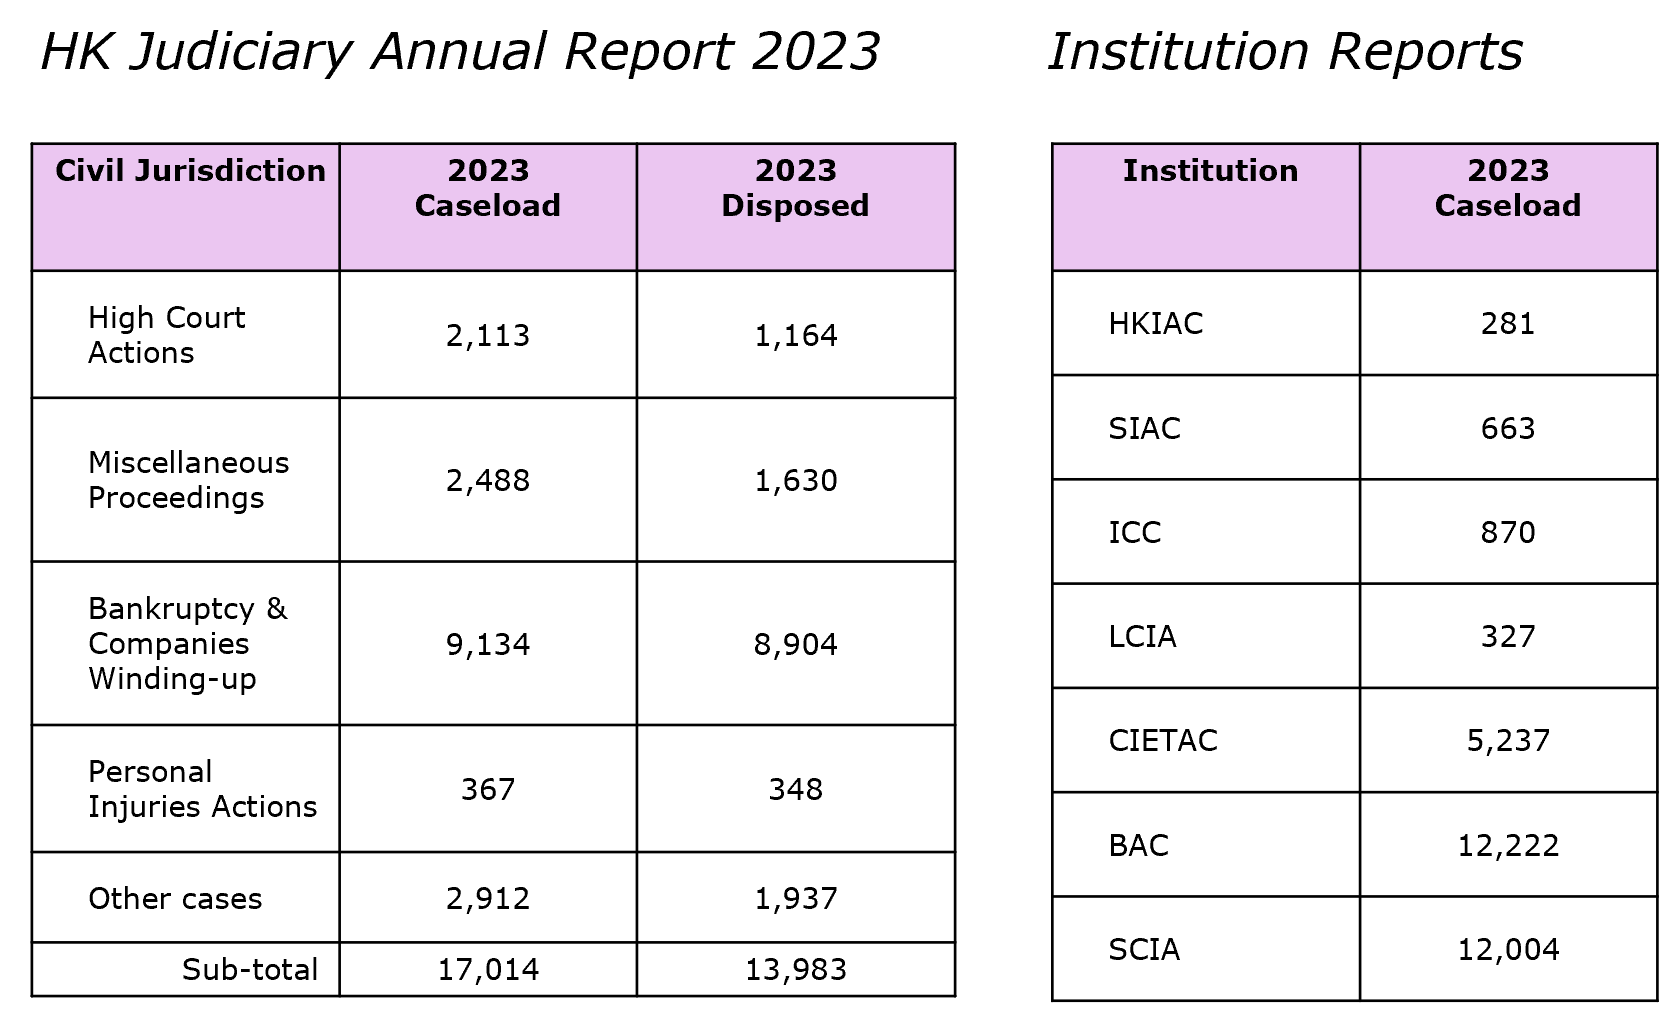 HK Judiciary Annual Report 2023
Civil Jurisdiction
2023
Caseload
2023
Disposed
High Court
Actions
2,113
1,164
Miscellaneous
Proceedings
2,488
1,630
Bankruptcy &
Companies
Winding-up
9,134
8,904
Personal
Injuries Actions
367
348
Other cases
2,912
1,937
Sub-total
17,014
13,983
Institution Reports
Institution
2023
Caseload
HKIAC
281
SIAC
663
ICC
870
LCIA
327
CIETAC
5,237
BAC
12,222
SCIA
12,004